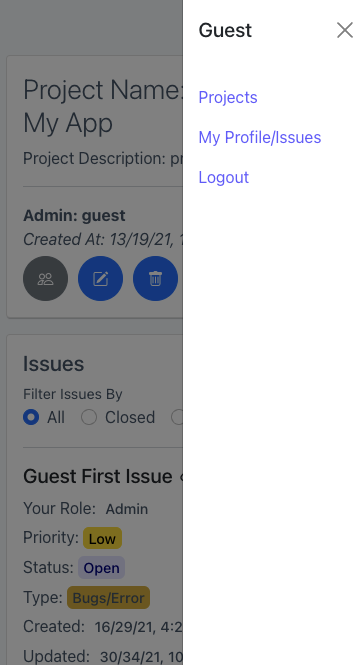 Guest
Projects
My Profile/Issues
Logout
Project Name:
My App
Project Description:
Admin: guest
Created At: 13/19/21,
Issues
Filter Issues By
All Closed
Guest First Issue
Your Role: Admin
Priority: Low
Status: Open
Type: Bugs/Error
Created: 16/29/21, 4:2
Updated: 30/34/21, 10